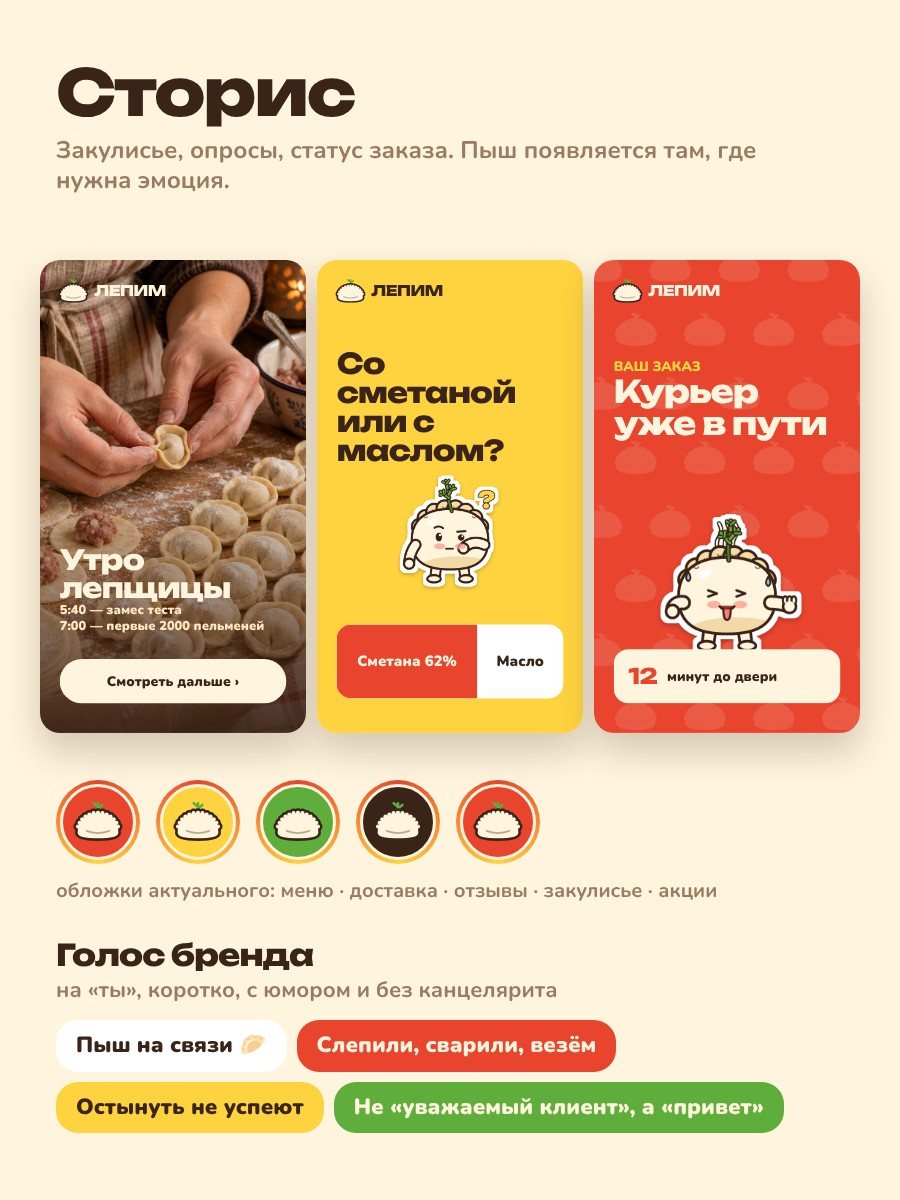 Сторис
Закулисье, опросы, статус заказа. Пыш появляется там, где
нужна эмоция.
ЛЕПИМ
Утро
лепщицы
5:40 — замес теста
7:00 — первые 2000 пельменей
Смотреть дальше ›
ЛЕПИМ
Со
сметаной
или с
маслом?
?
Сметана 62%
Масло
ЛЕПИМ
ВАШ ЗАКАЗ
Курьер
уже в пути
12 минут до двери
обложки актуального: меню · доставка · отзывы · закулисье · акции
Голос бренда
на «ты», коротко, с юмором и без канцелярита
Пыш на связи 🥟
Слепили, сварили, везём
Остынуть не успеют
Не «уважаемый клиент», а «привет»